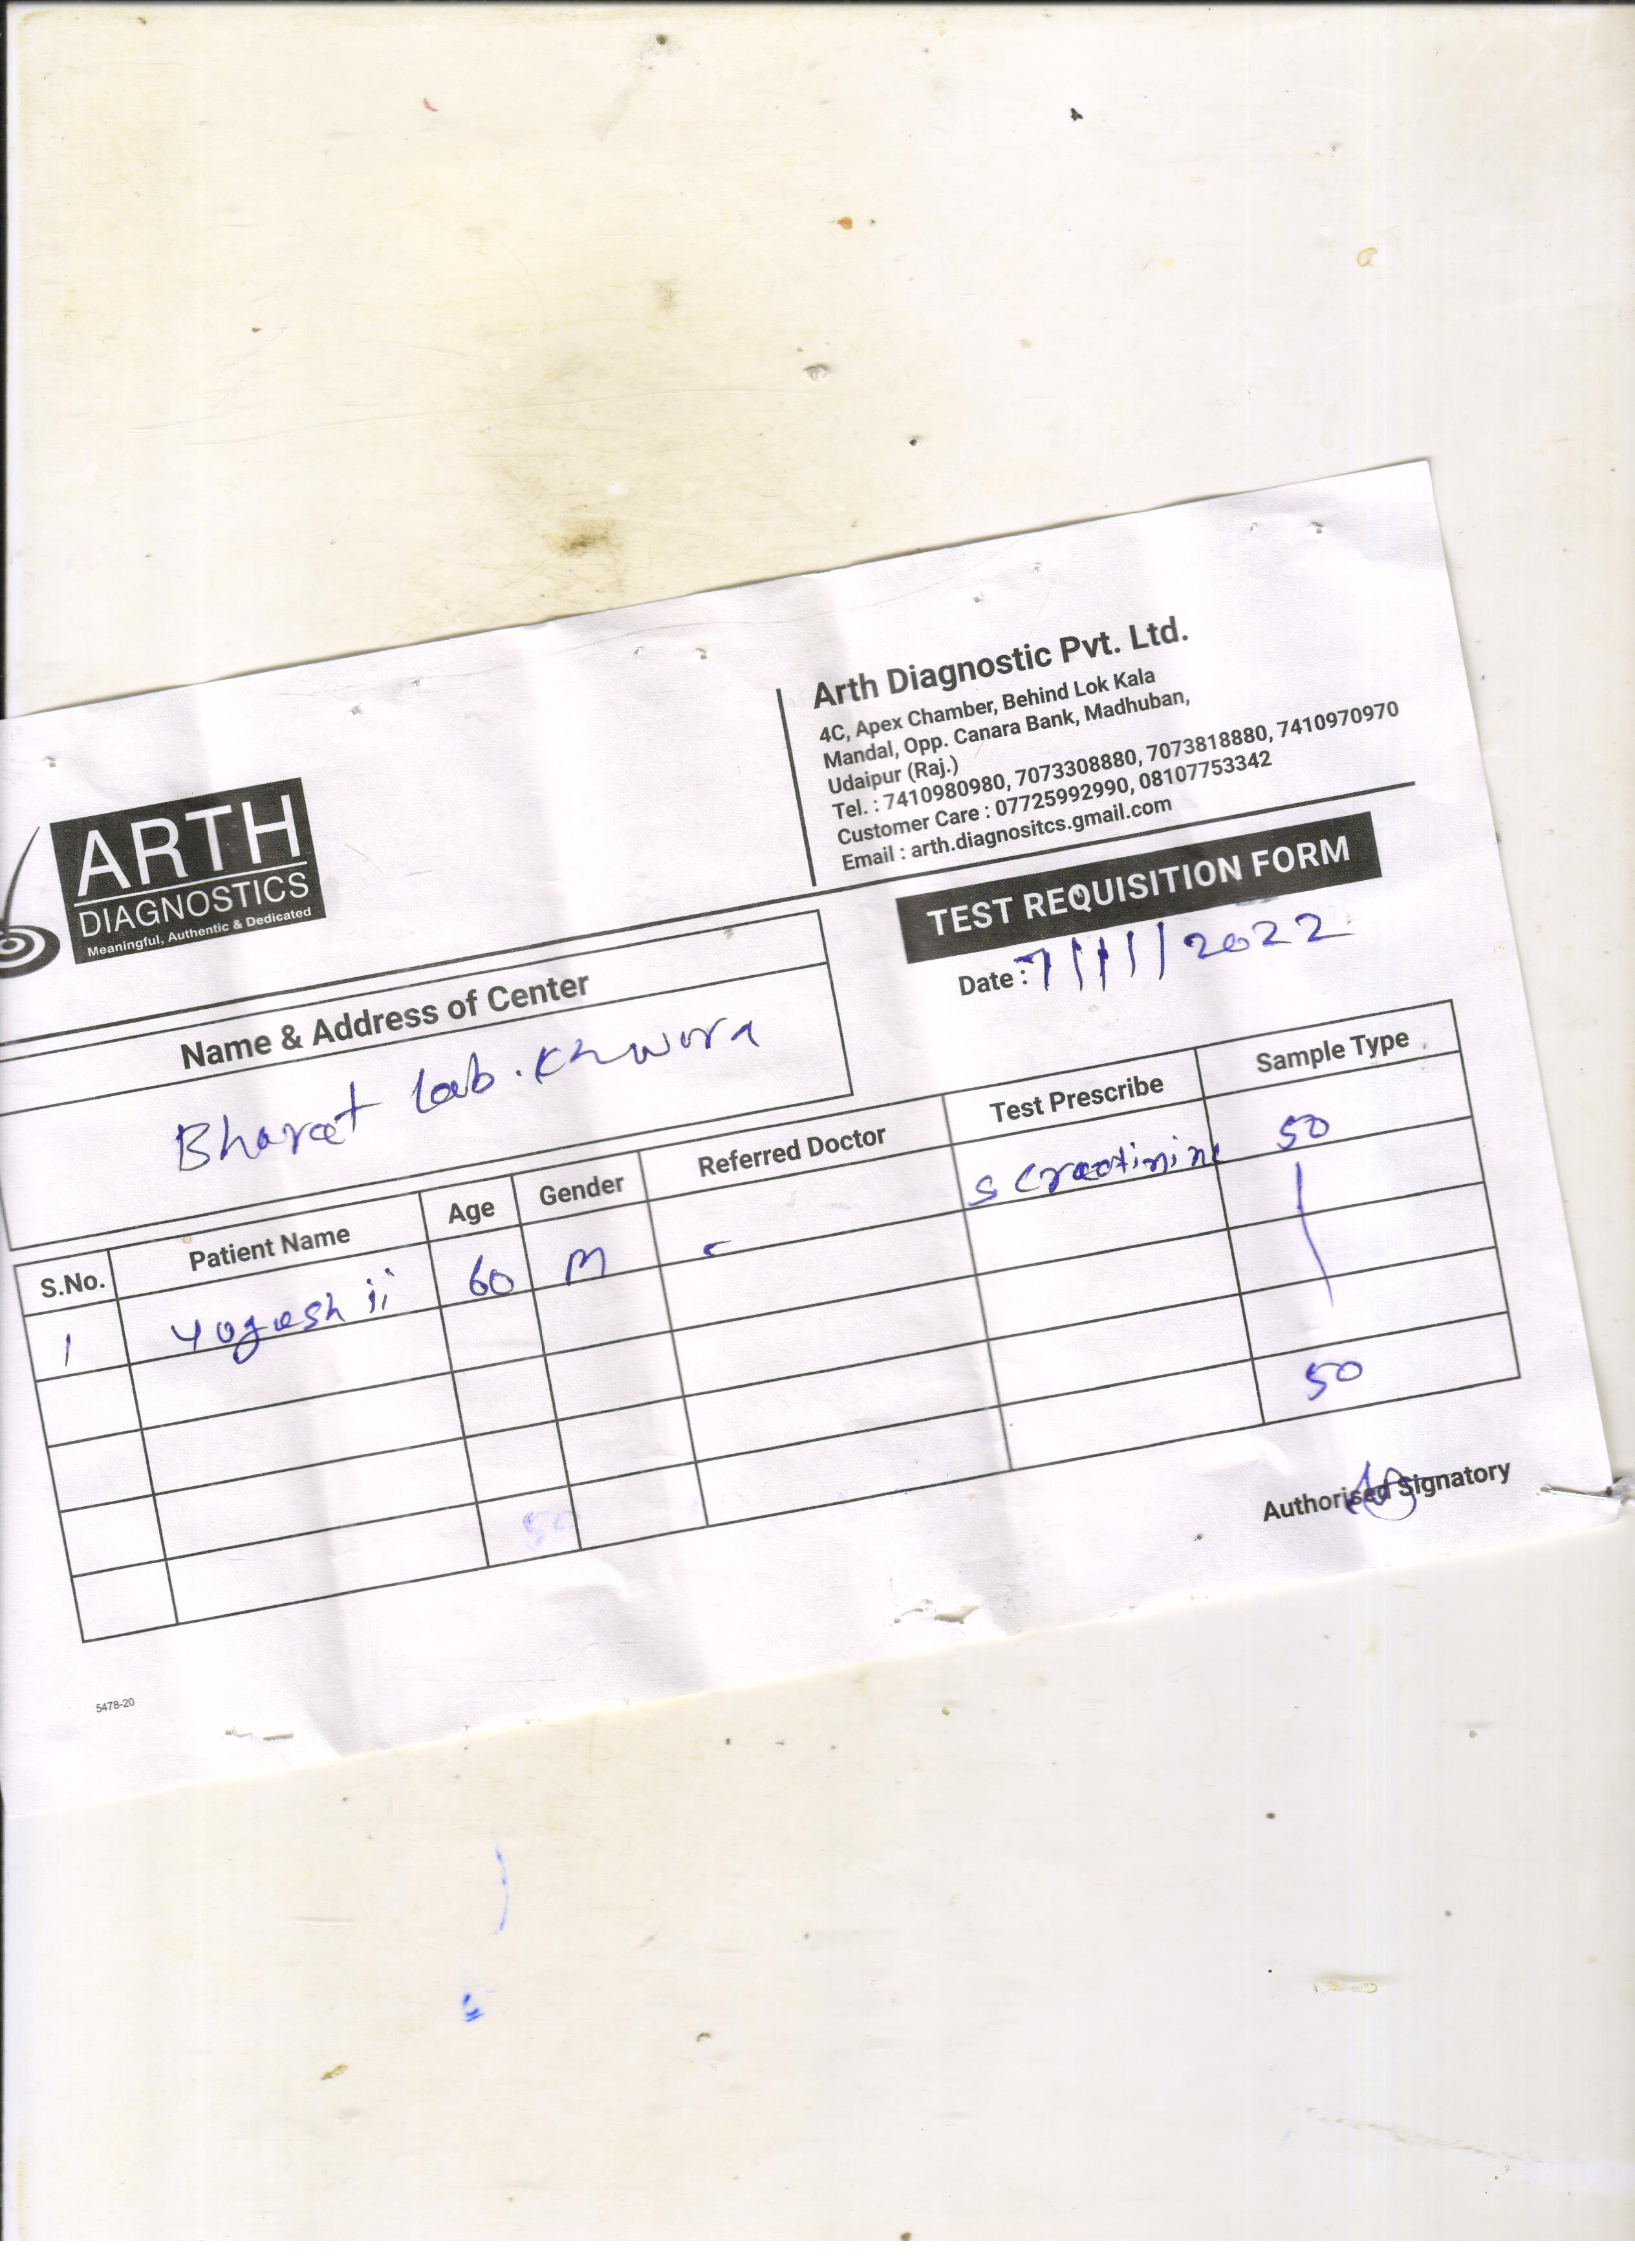 ARTH
DIAGNOSTICS
Meaningful, Authentic & Dedicated
Arth Diagnostic Pvt. Ltd.
4C, Apex Chamber, Behind Lok Kala
Mandal, Opp. Canara Bank, Madhuban,
Udaipur (Raj.)
Tel. : 7410980980, 7073308880, 7073818880, 7410970970
Customer Care : 07725992990, 08107753342
Email : arth.diagnositcs.gmail.com
TEST REQUISITION FORM
Date : 7/11/2022
Name & Address of Center
Bharat Lab.
S.No. Patient Name Age Gender Referred Doctor Test Prescribe Sample Type
1 Yogesh ji 60 M - S Creatinine 50
50
50
Authorised Signatory
5478-20